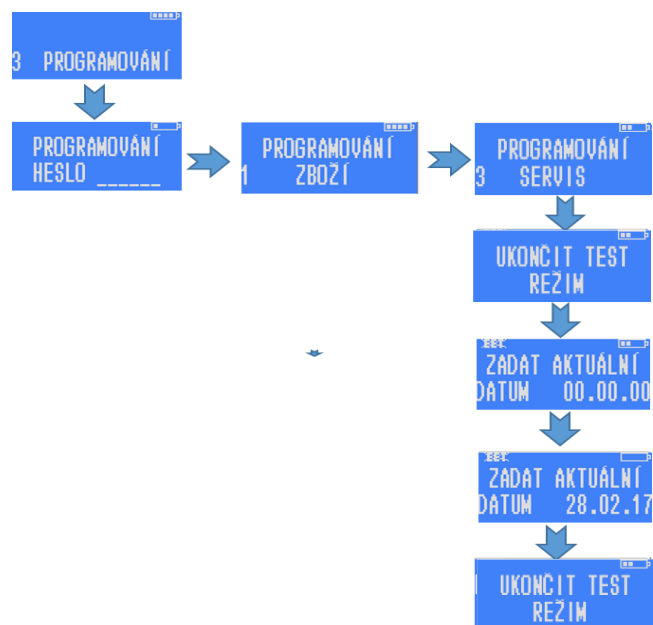 3 PROGRAMOVÁNÍ
PROGRAMOVÁNÍ
HESLO ______
PROGRAMOVÁNÍ
1 ZBOŽÍ
PROGRAMOVÁNÍ
3 SERVIS
UKONČIT TEST
REŽIM
EET
ZADAT AKTUÁLNÍ
DATUM 00.00.00
EET
ZADAT AKTUÁLNÍ
DATUM 28.02.17
UKONČIT TEST
REŽIM